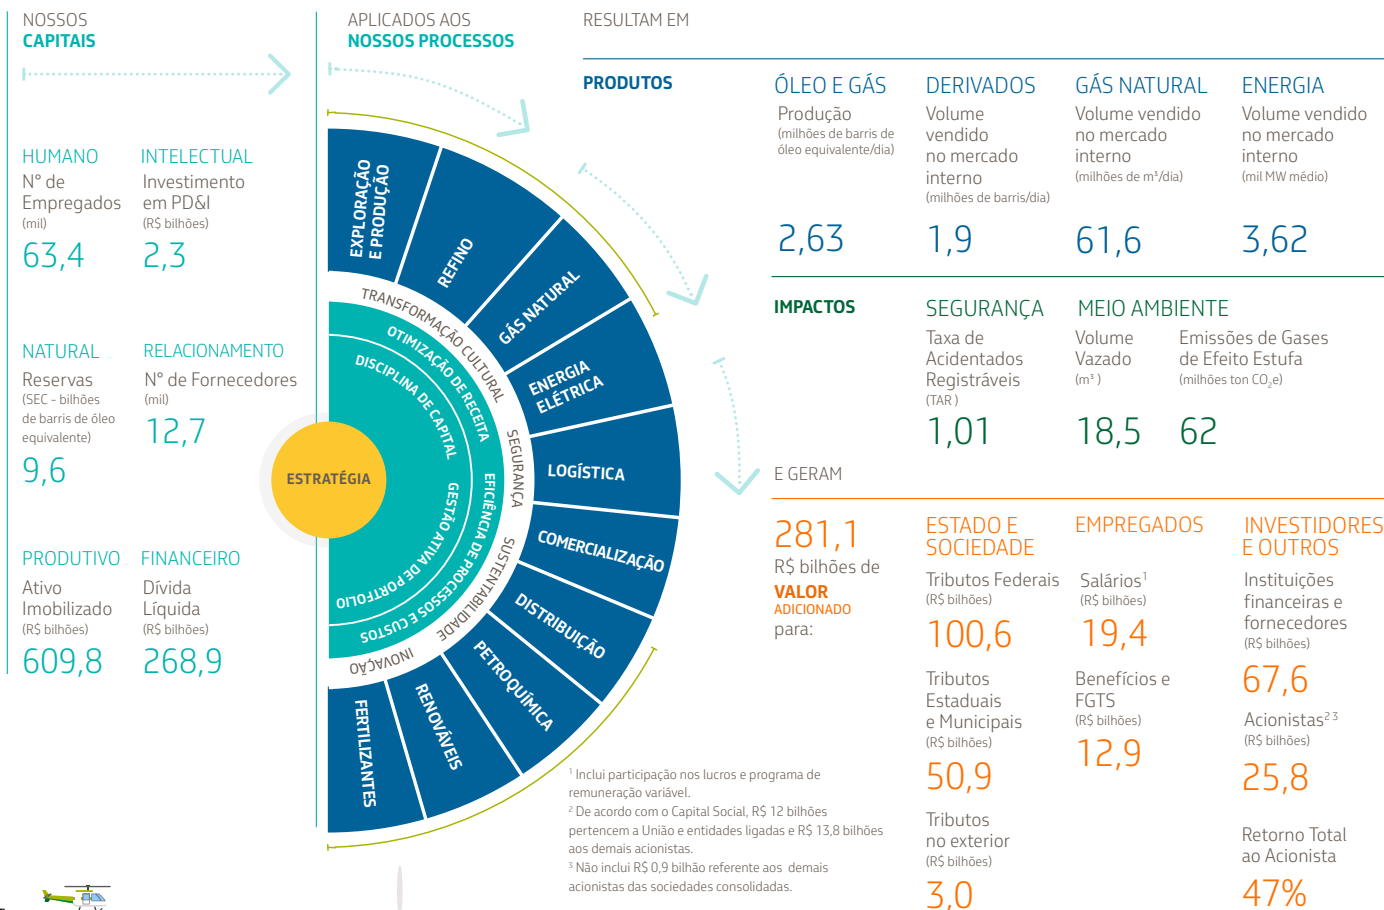 NOSSOS
CAPITAIS
HUMANO
N° de
Empregados
(mil)
63,4
INTELECTUAL
Investimento
em PD&I
(R$ bilhões)
2,3
NATURAL
Reservas
(SEC - bilhões
de barris de óleo
equivalente)
9,6
RELACIONAMENTO
N° de Fornecedores
(mil)
12,7
PRODUTIVO
Ativo
Imobilizado
(R$ bilhões)
609,8
FINANCEIRO
Dívida
Líquida
(R$ bilhões)
268,9
APLICADOS AOS
NOSSOS PROCESSOS
ESTRATÉGIA
DISCIPLINA DE CAPITAL
GESTÃO ATIVA DE PORTFOLIO
OTIMIZAÇÃO DE RECEITA
EFICIÊNCIA DE PROCESSOS E CUSTOS
TRANSFORMAÇÃO CULTURAL
SEGURANÇA
SUSTENTABILIDADE
INOVAÇÃO
EXPLORAÇÃO
E PRODUÇÃO
REFINO
GÁS NATURAL
ENERGIA
ELÉTRICA
LOGÍSTICA
COMERCIALIZAÇÃO
DISTRIBUIÇÃO
PETROQUÍMICA
RENOVÁVEIS
FERTILIZANTES
RESULTAM EM
PRODUTOS
ÓLEO E GÁS
Produção
(milhões de barris de
óleo equivalente/dia)
2,63
DERIVADOS
Volume
vendido
no mercado
interno
(milhões de barris/dia)
1,9
GÁS NATURAL
Volume vendido
no mercado
interno
(milhões de m³/dia)
61,6
ENERGIA
Volume vendido
no mercado
interno
(mil MW médio)
3,62
IMPACTOS
SEGURANÇA
Taxa de
Acidentados
Registráveis
(TAR )
1,01
MEIO AMBIENTE
Volume
Vazado
(m³ )
18,5
Emissões de Gases
de Efeito Estufa
(milhões ton CO₂e)
62
E GERAM
281,1
R$ bilhões de
VALOR
ADICIONADO
para:
ESTADO E
SOCIEDADE
Tributos Federais
(R$ bilhões)
100,6
Tributos
Estaduais
e Municipais
(R$ bilhões)
50,9
Tributos
no exterior
(R$ bilhões)
3,0
EMPREGADOS
Salários¹
(R$ bilhões)
19,4
Benefícios e
FGTS
(R$ bilhões)
12,9
INVESTIDORES
E OUTROS
Instituições
financeiras e
fornecedores
(R$ bilhões)
67,6
Acionistas² ³
(R$ bilhões)
25,8
Retorno Total
ao Acionista
47%
¹ Inclui participação nos lucros e programa de
remuneração variável.
² De acordo com o Capital Social, R$ 12 bilhões
pertencem a União e entidades ligadas e R$ 13,8 bilhões
aos demais acionistas.
³ Não inclui R$ 0,9 bilhão referente aos demais
acionistas das sociedades consolidadas.